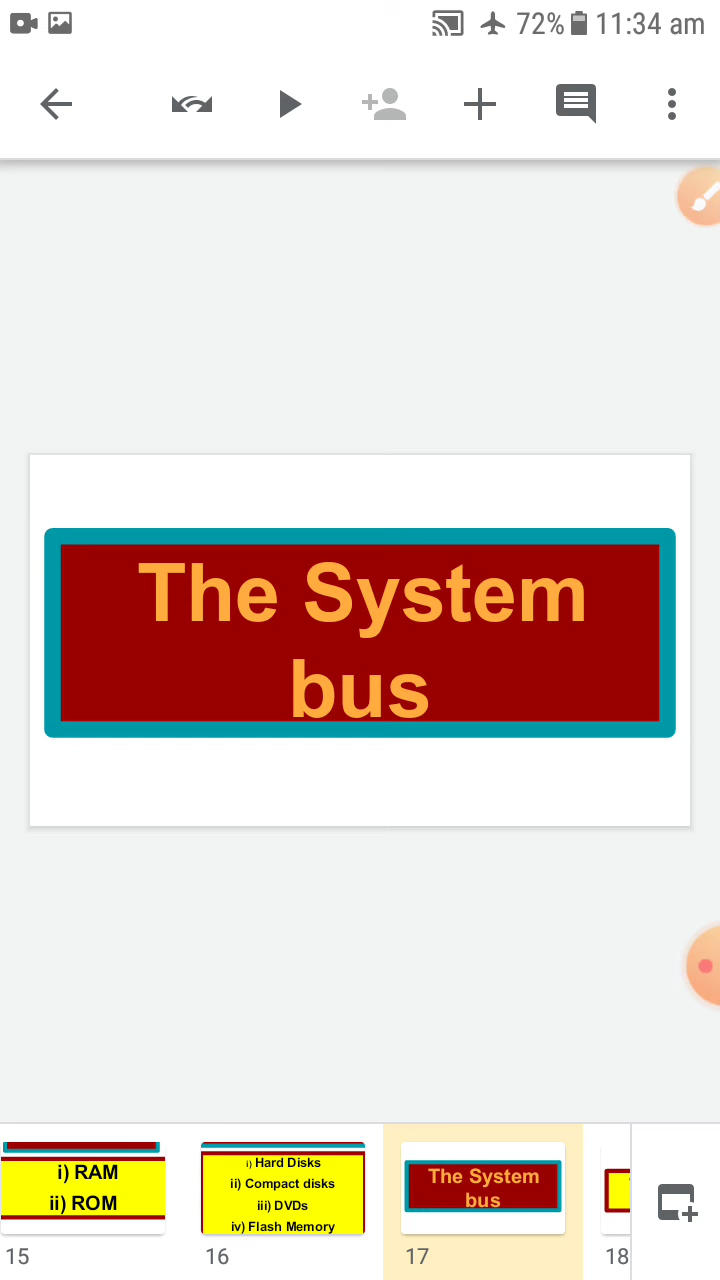 72% 11:34 am
The System
bus
i) RAM
ii) ROM
i) Hard Disks
ii) Compact disks
iii) DVDs
iv) Flash Memory
The System
bus
15
16
17
18